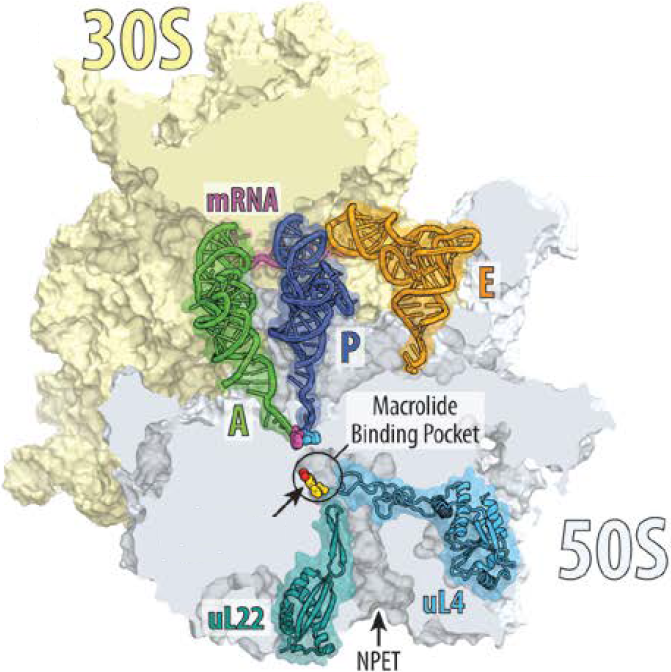 30S
mRNA
E
P
A
Macrolide
Binding Pocket
50S
uL22
uL4
NPET